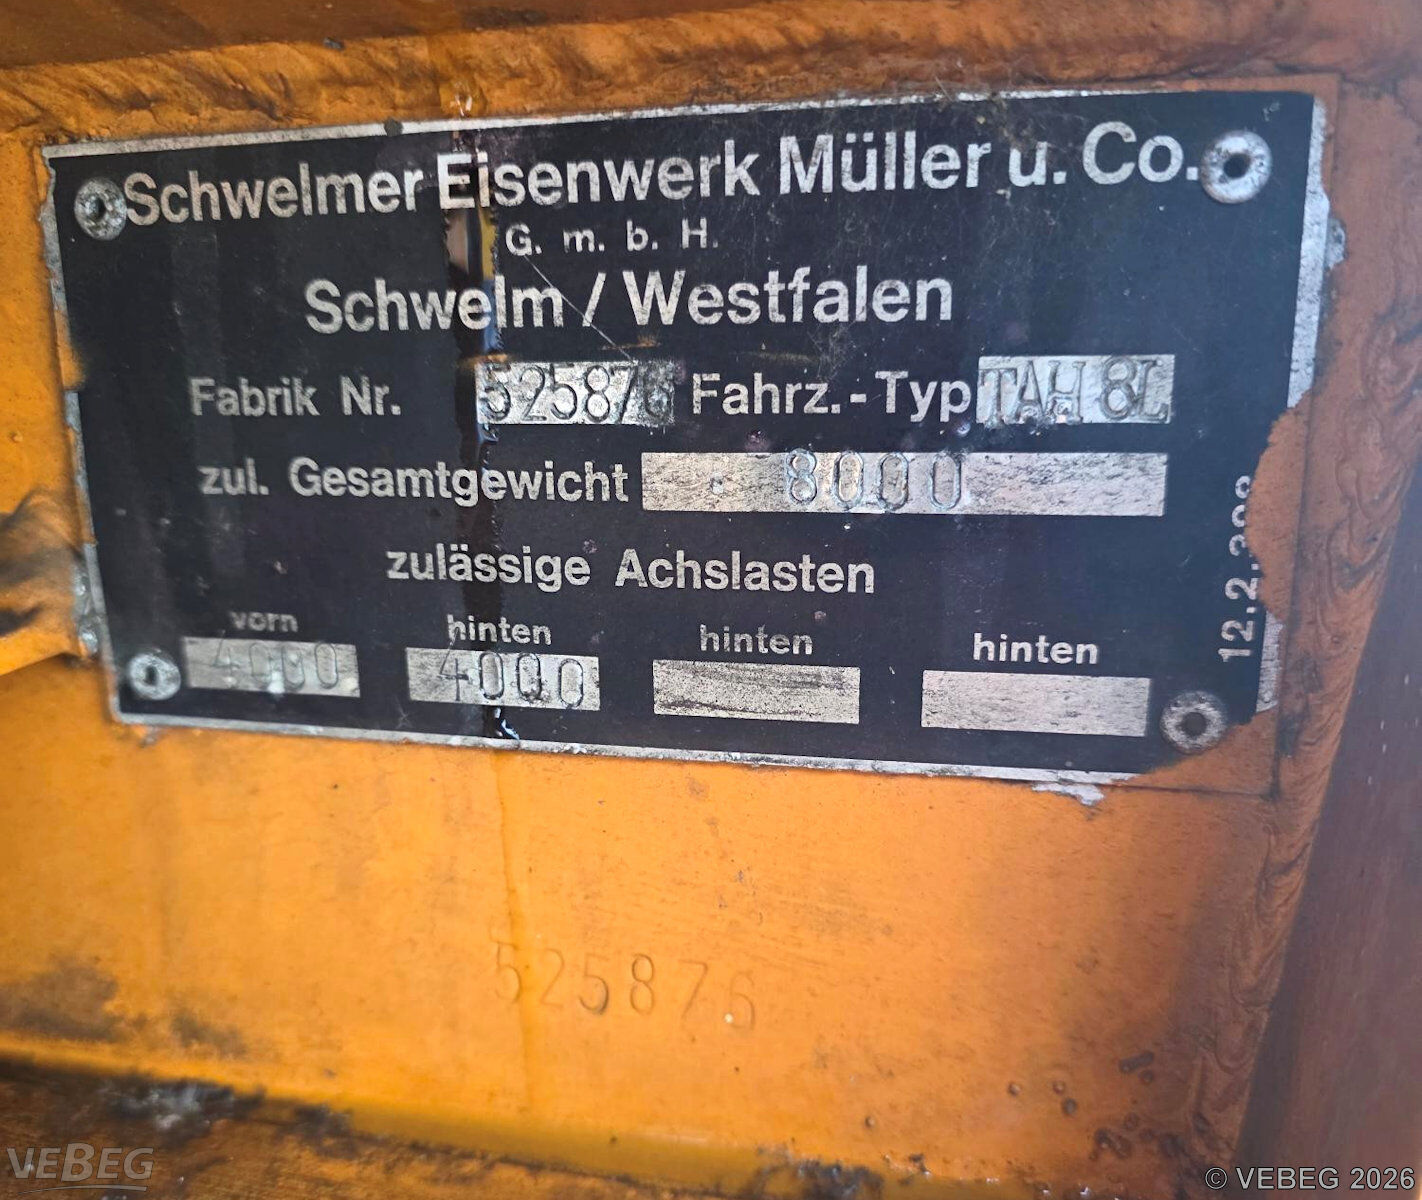 Schwelmer Eisenwerk Müller u. Co.
G. m. b. H.
Schwelm / Westfalen
Fabrik Nr. 525876 Fahrz.-Typ TAH 8L
zul. Gesamtgewicht 8000
zulässige Achslasten
vorn hinten hinten hinten
4000 4000
525876
VEBEG
© VEBEG 2026